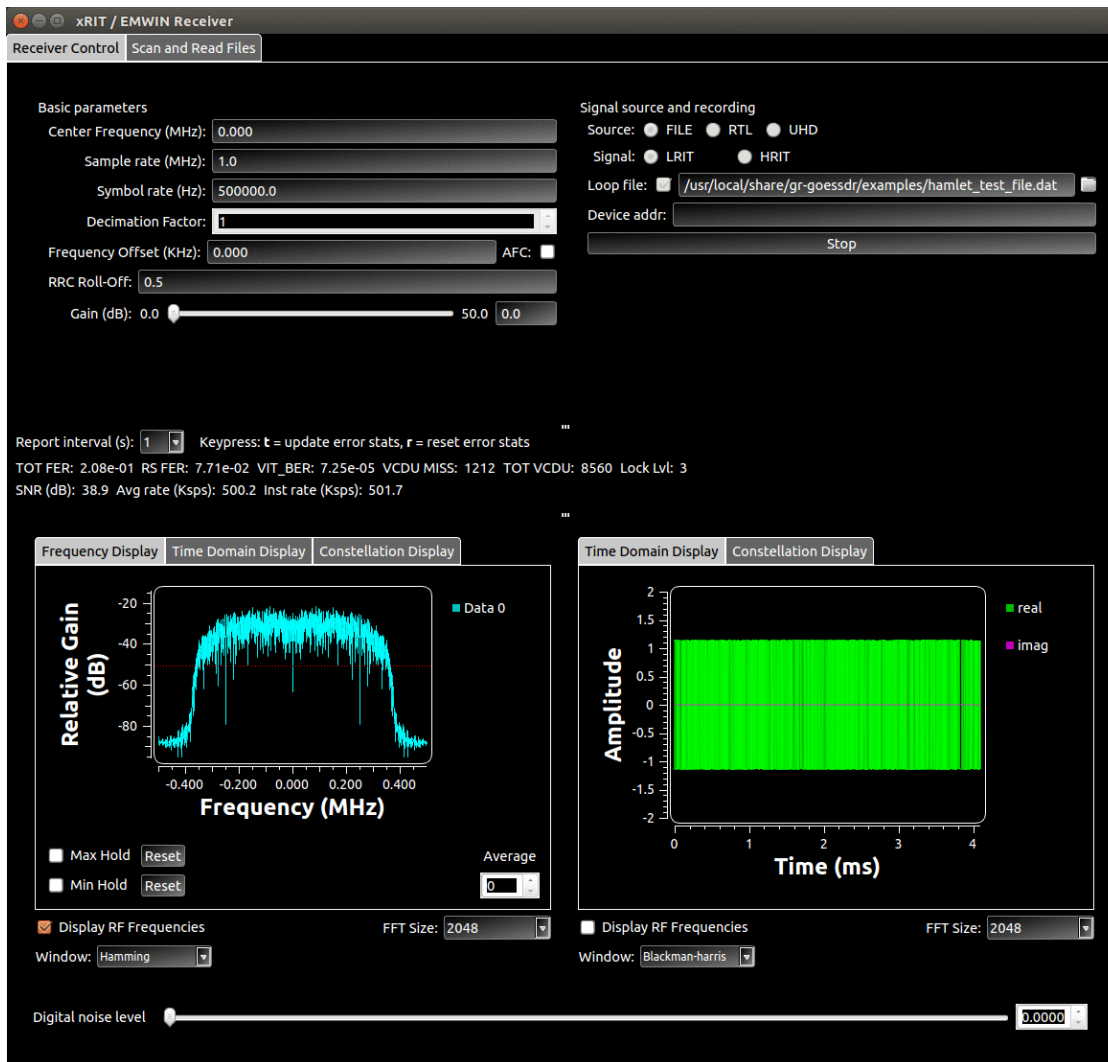 xRIT / EMWIN Receiver
Receiver Control Scan and Read Files
Basic parameters
Center Frequency (MHz): 0.000
Sample rate (MHz): 1.0
Symbol rate (Hz): 500000.0
Decimation Factor: 1
Frequency Offset (KHz): 0.000 AFC:
RRC Roll-Off: 0.5
Gain (dB): 0.0 50.0 0.0
Signal source and recording
Source: FILE RTL UHD
Signal: LRIT HRIT
Loop file: /usr/local/share/gr-goessdr/examples/hamlet_test_file.dat
Device addr:
Stop
Report interval (s): 1 Keypress: t = update error stats, r = reset error stats
TOT FER: 2.08e-01 RS FER: 7.71e-02 VIT_BER: 7.25e-05 VCDU MISS: 1212 TOT VCDU: 8560 Lock Lvl: 3
SNR (dB): 38.9 Avg rate (Ksps): 500.2 Inst rate (Ksps): 501.7
Frequency Display Time Domain Display Constellation Display
Relative Gain
(dB)
-20
-40
-60
-80
Data 0
-0.400 -0.200 0.000 0.200 0.400
Frequency (MHz)
Max Hold Reset
Min Hold Reset
Average
0
Display RF Frequencies FFT Size: 2048
Window: Hamming
Time Domain Display Constellation Display
Amplitude
2
1.5
1
0.5
0
-0.5
-1
-1.5
-2
real
imag
0 1 2 3 4
Time (ms)
Display RF Frequencies FFT Size: 2048
Window: Blackman-harris
Digital noise level 0.0000